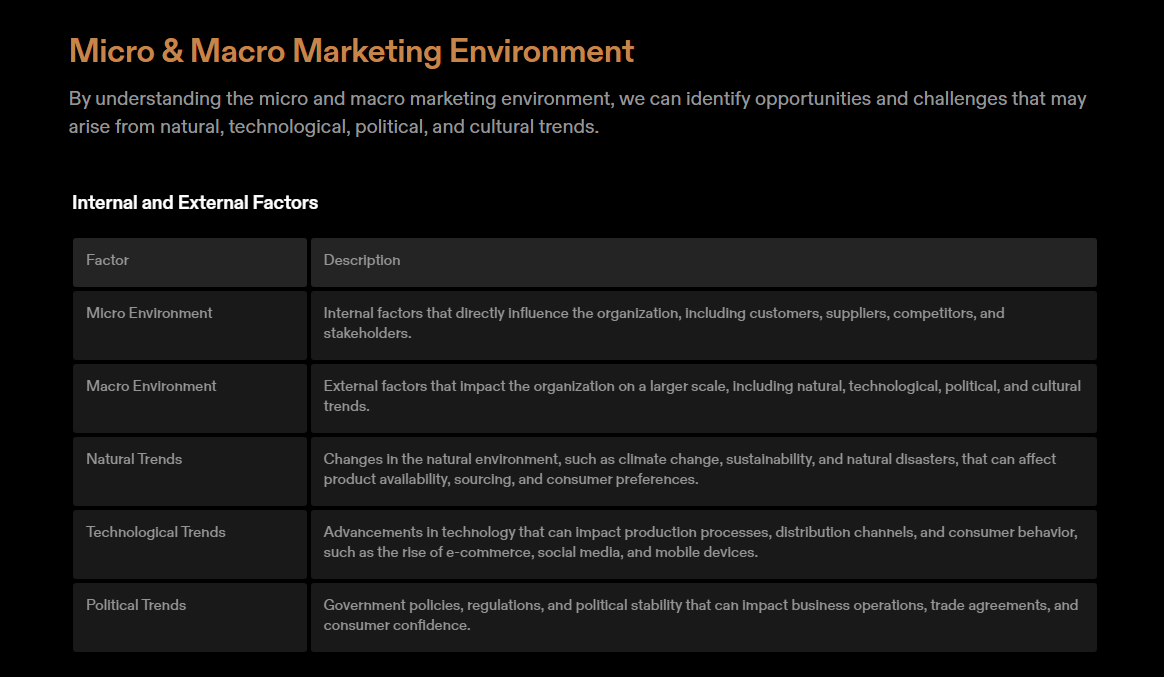 Micro & Macro Marketing Environment
By understanding the micro and macro marketing environment, we can identify opportunities and challenges that may
arise from natural, technological, political, and cultural trends.
Internal and External Factors
Factor
Description
Micro Environment
Internal factors that directly influence the organization, including customers, suppliers, competitors, and
stakeholders.
Macro Environment
External factors that impact the organization on a larger scale, including natural, technological, political, and cultural
trends.
Natural Trends
Changes in the natural environment, such as climate change, sustainability, and natural disasters, that can affect
product availability, sourcing, and consumer preferences.
Technological Trends
Advancements in technology that can impact production processes, distribution channels, and consumer behavior,
such as the rise of e-commerce, social media, and mobile devices.
Political Trends
Government policies, regulations, and political stability that can impact business operations, trade agreements, and
consumer confidence.